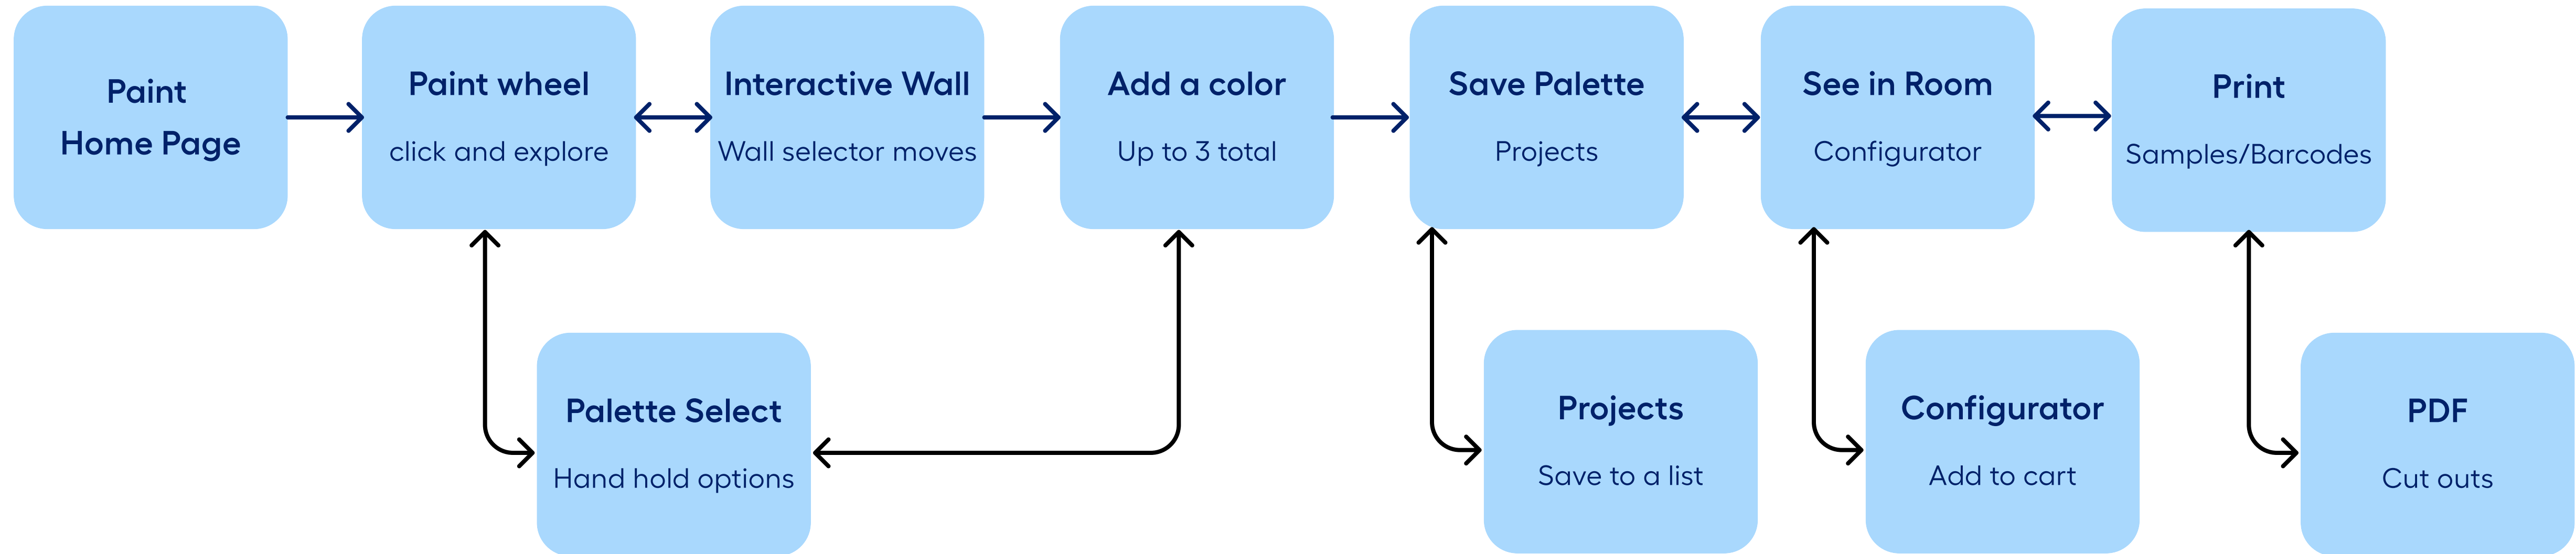 Paint
Home Page
Paint wheel
click and explore
Interactive Wall
Wall selector moves
Add a color
Up to 3 total
Save Palette
Projects
See in Room
Configurator
Print
Samples/Barcodes
Palette Select
Hand hold options
Projects
Save to a list
Configurator
Add to cart
PDF
Cut outs